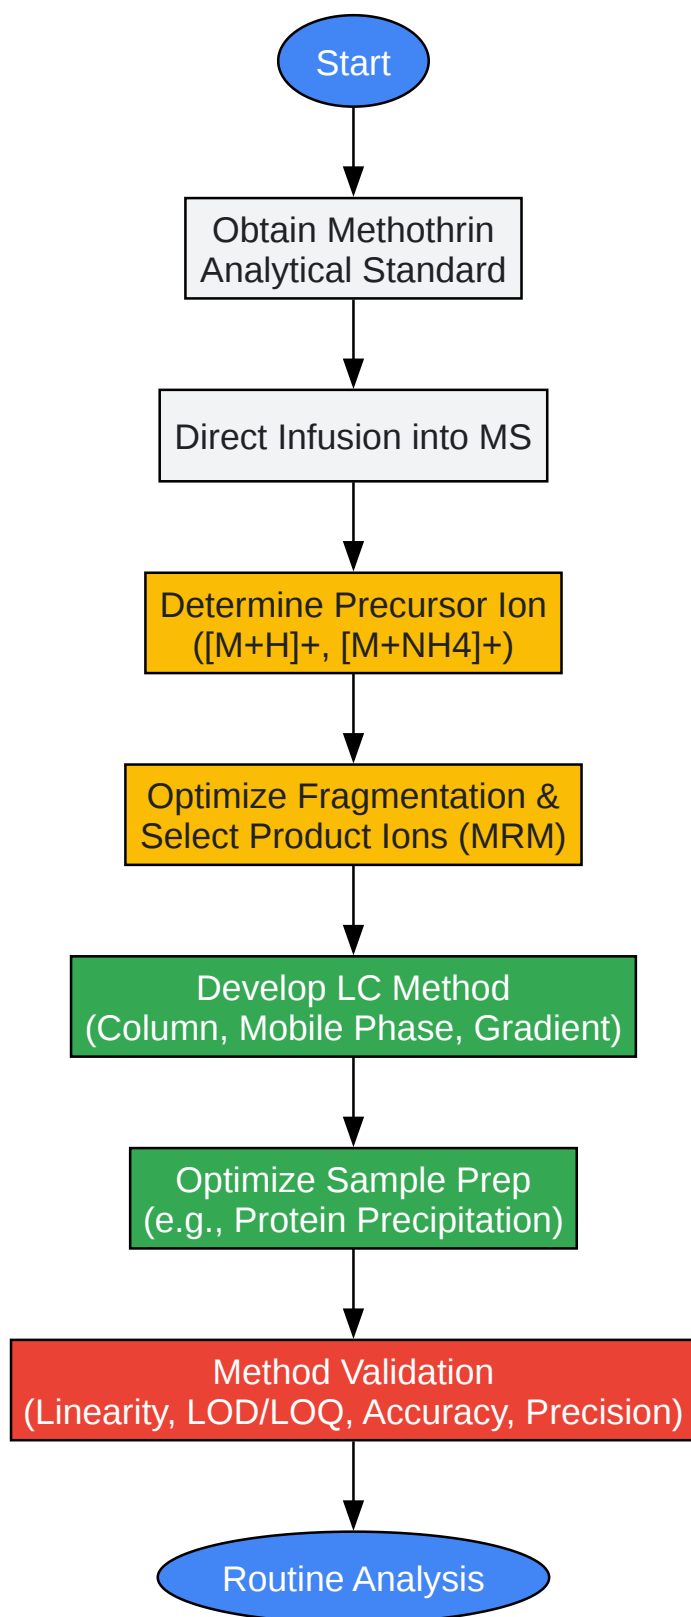 Start
Obtain Methothrin
Analytical Standard
Direct Infusion into MS
Determine Precursor Ion
([M+H]+, [M+NH4]+)
Optimize Fragmentation &
Select Product Ions (MRM)
Develop LC Method
(Column, Mobile Phase, Gradient)
Optimize Sample Prep
(e.g., Protein Precipitation)
Method Validation
(Linearity, LOD/LOQ, Accuracy, Precision)
Routine Analysis